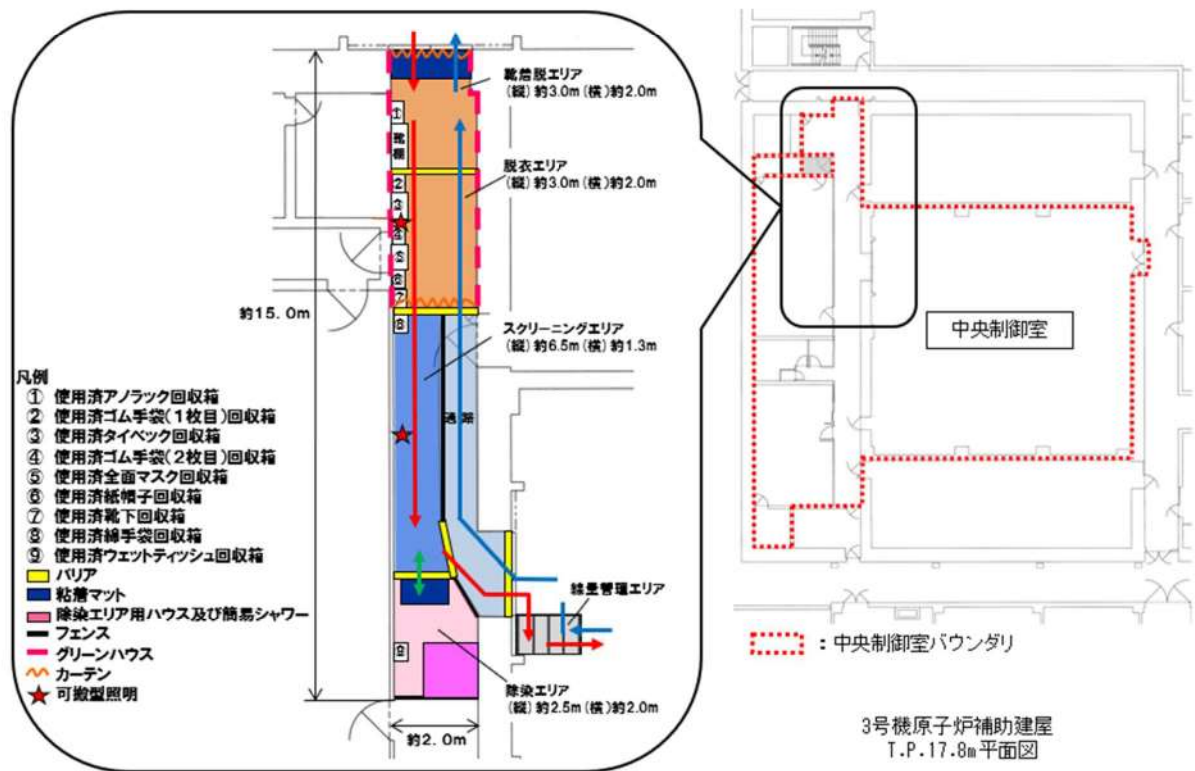 靴着脱エリア
(縦)約3.0m(横)約2.0m
①
靴棚
脱衣エリア
(縦)約3.0m(横)約2.0m
②
③
④
⑤
⑥
⑦
⑧
約15.0m
スクリーニングエリア
(縦)約6.5m(横)約1.3m
通路
凡例
① 使用済アノラック回収箱
② 使用済ゴム手袋(1枚目)回収箱
③ 使用済タイベック回収箱
④ 使用済ゴム手袋(2枚目)回収箱
⑤ 使用済全面マスク回収箱
⑥ 使用済紙帽子回収箱
⑦ 使用済靴下回収箱
⑧ 使用済綿手袋回収箱
⑨ 使用済ウェットティッシュ回収箱
バリア
粘着マット
除染エリア用ハウス及び簡易シャワー
フェンス
グリーンハウス
カーテン
可搬型照明
線量管理エリア
⑨
除染エリア
(縦)約2.5m(横)約2.0m
約2.0m
中央制御室
：中央制御室バウンダリ
3号機原子炉補助建屋
T.P.17.8m平面図